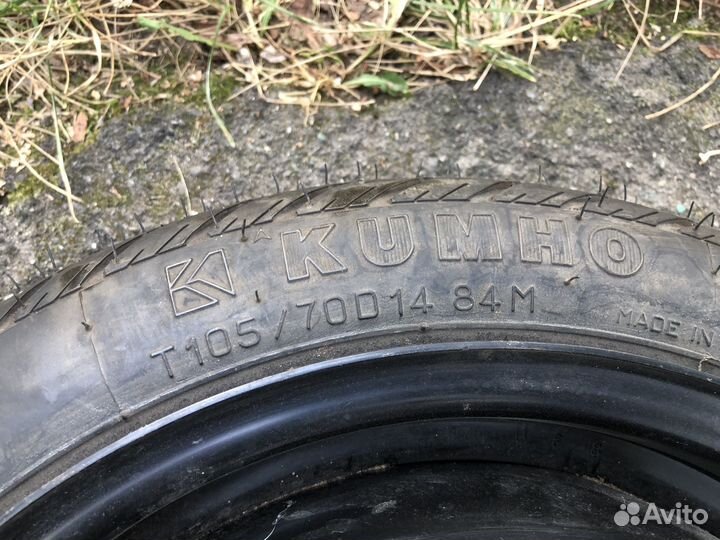 KUMHO
T105/70D14 84M
MADE IN
Avito